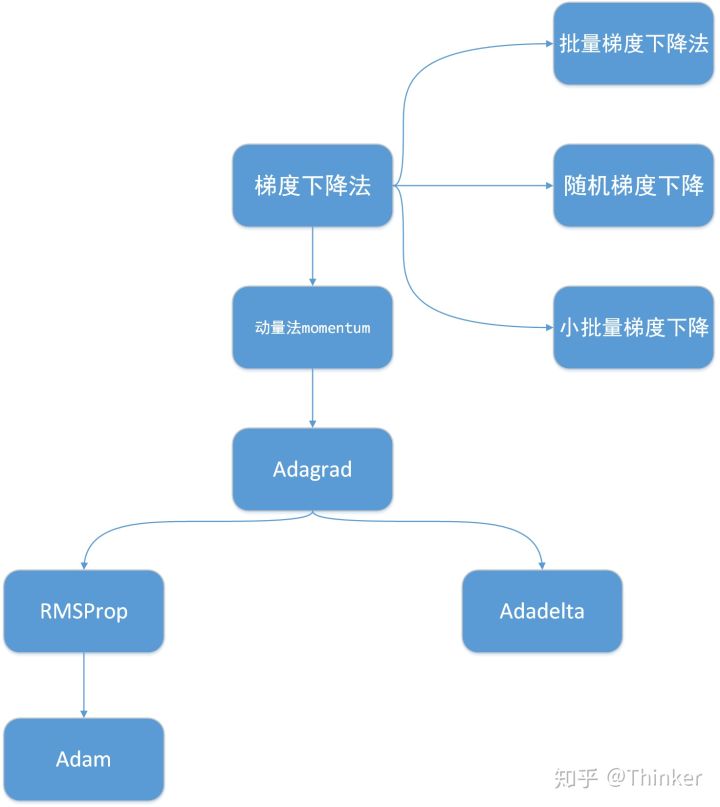 批量梯度下降法
梯度下降法
随机梯度下降
动量法momentum
小批量梯度下降
Adagrad
RMSProp
Adadelta
Adam
知乎 @Thinker